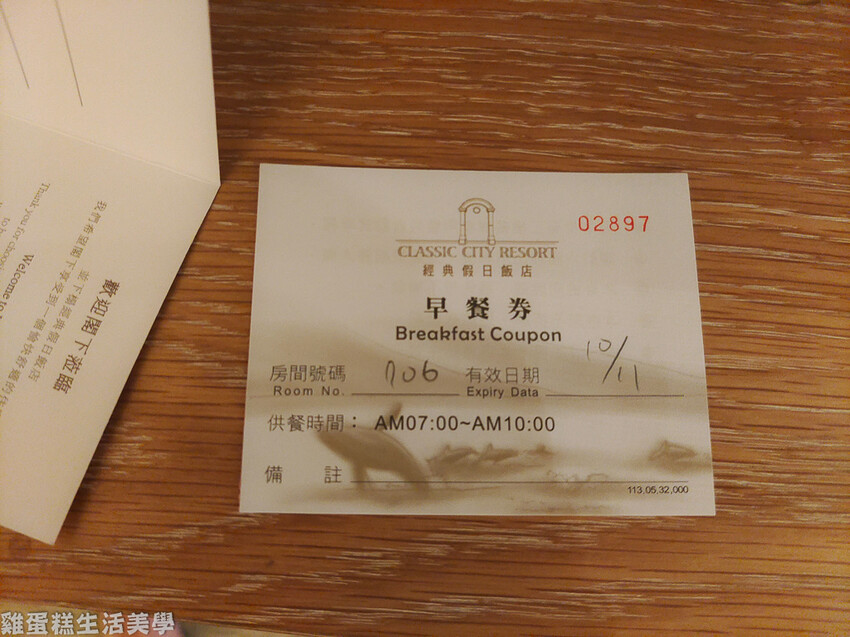 02897
CLASSIC CITY RESORT
經典假日飯店
早餐券
Breakfast Coupon
房間號碼 706 有效日期 10/11
Room No. Expiry Data
供餐時間： AM07:00~AM10:00
備 註
113,05,32,000
歡迎閣下蒞臨
Welcome to
雞蛋糕生活美學